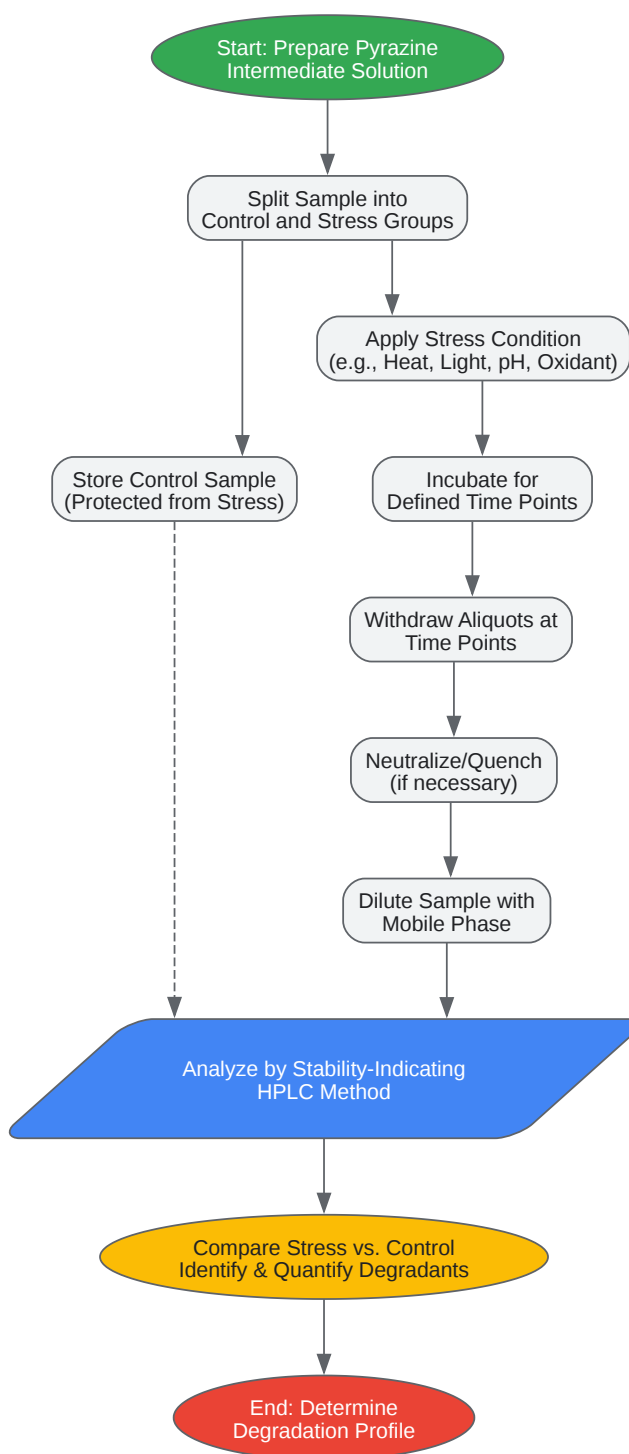 Start: Prepare Pyrazine
Intermediate Solution
Split Sample into
Control and Stress Groups
Apply Stress Condition
(e.g., Heat, Light, pH, Oxidant)
Store Control Sample
(Protected from Stress)
Incubate for
Defined Time Points
Withdraw Aliquots at
Time Points
Neutralize/Quench
(if necessary)
Dilute Sample with
Mobile Phase
Analyze by Stability-Indicating
HPLC Method
Compare Stress vs. Control
Identify & Quantify Degradants
End: Determine
Degradation Profile